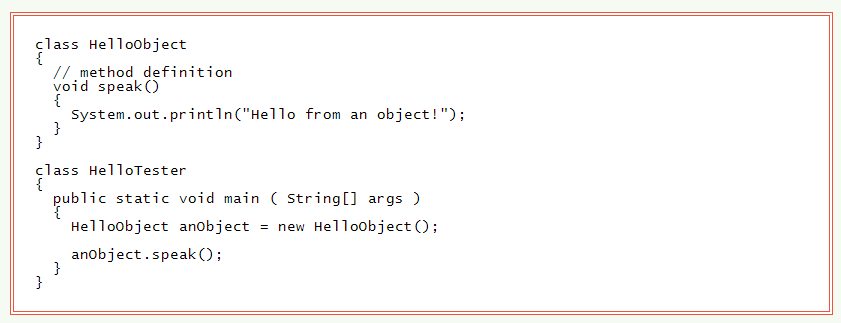 class HelloObject
{
  // method definition
  void speak()
  {
    System.out.println("Hello from an object!");
  }
}
class HelloTester
{
  public static void main ( String[] args )
  {
    HelloObject anObject = new HelloObject();
    anObject.speak();
  }
}